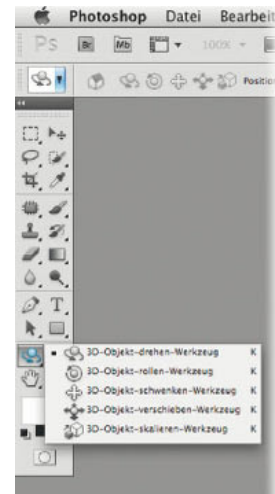 Photoshop Datei Bearbeit
Ps Br Mb 100%
Positio
T
3D-Objekt-drehen-Werkzeug K
3D-Objekt-rollen-Werkzeug K
3D-Objekt-schwenken-Werkzeug K
3D-Objekt-verschieben-Werkzeug K
3D-Objekt-skalieren-Werkzeug K